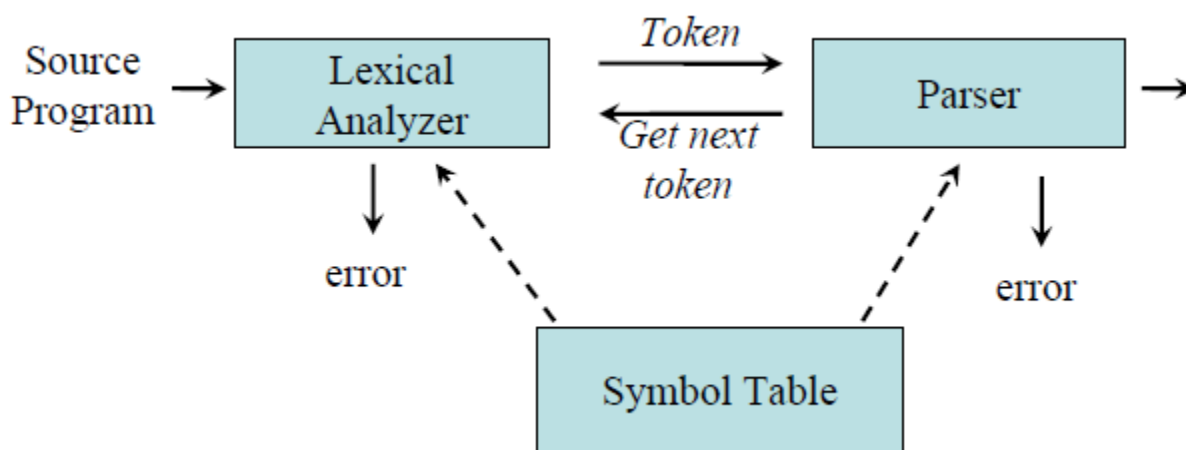 Source
Program
Lexical
Analyzer
Token
Get next
token
Parser
error
error
Symbol Table